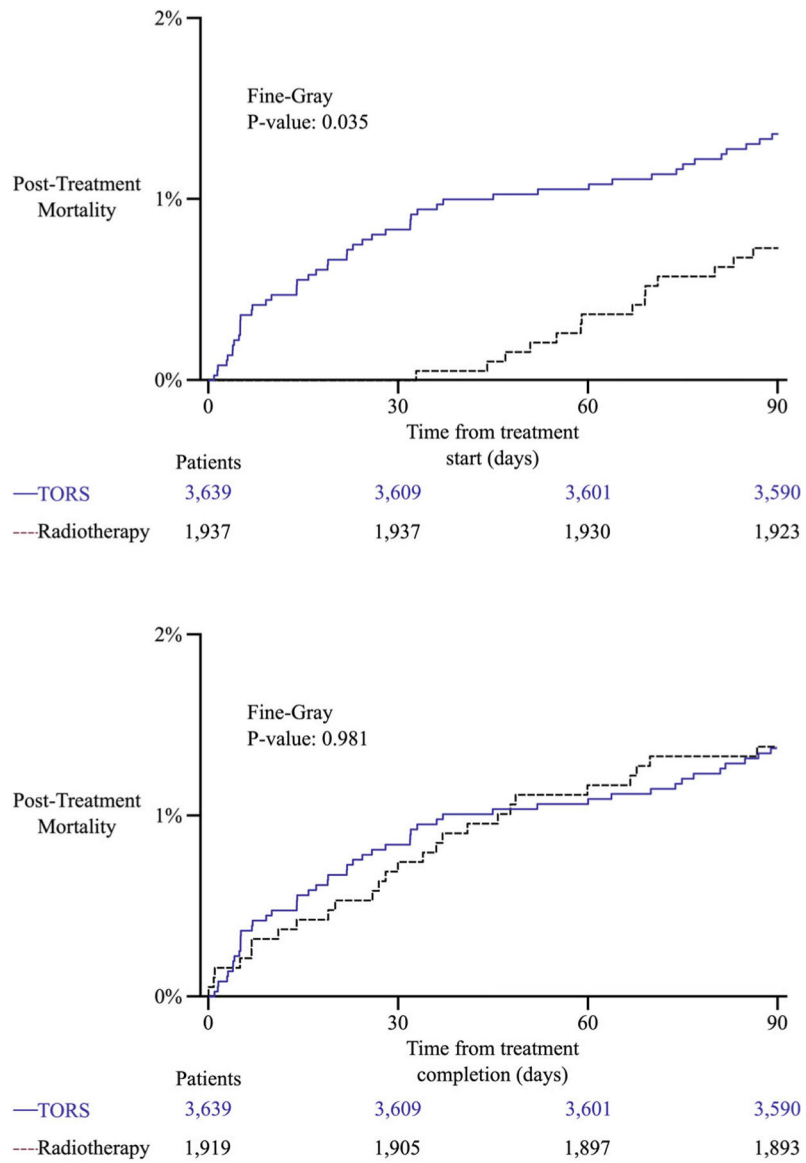 2%
Fine-Gray
P-value: 0.035
Post-Treatment
Mortality
1%
0%
0 30 60 90
Time from treatment
start (days)
Patients
TORS 3,639 3,609 3,601 3,590
Radiotherapy 1,937 1,937 1,930 1,923
2%
Fine-Gray
P-value: 0.981
Post-Treatment
Mortality
1%
0%
0 30 60 90
Time from treatment
completion (days)
Patients
TORS 3,639 3,609 3,601 3,590
Radiotherapy 1,919 1,905 1,897 1,893